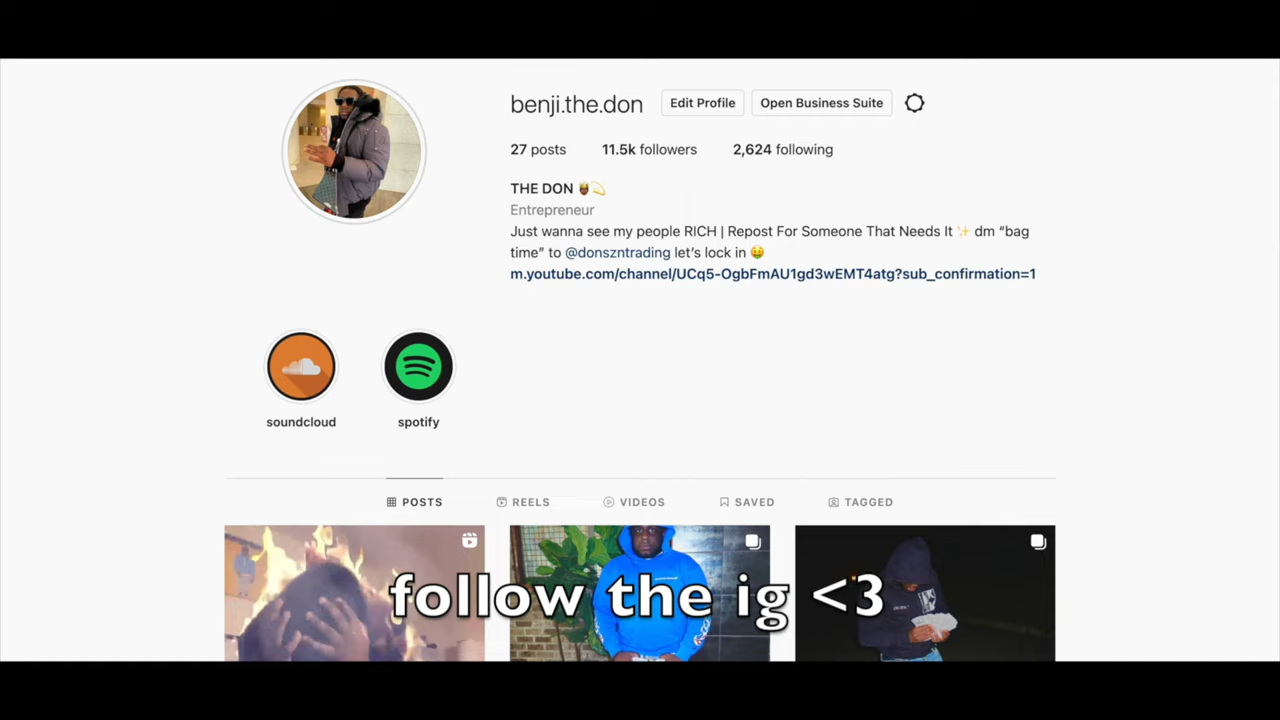 benji.the.don Edit Profile Open Business Suite
27 posts 11.5k followers 2,624 following
THE DON
Entrepreneur
Just wanna see my people RICH | Repost For Someone That Needs It ✨ dm “bag
time” to @donszntrading let’s lock in 🤑
m.youtube.com/channel/UCq5-OgbFmAU1gd3wEMT4atg?sub_confirmation=1
soundcloud spotify
POSTS REELS VIDEOS SAVED TAGGED
follow the ig <3